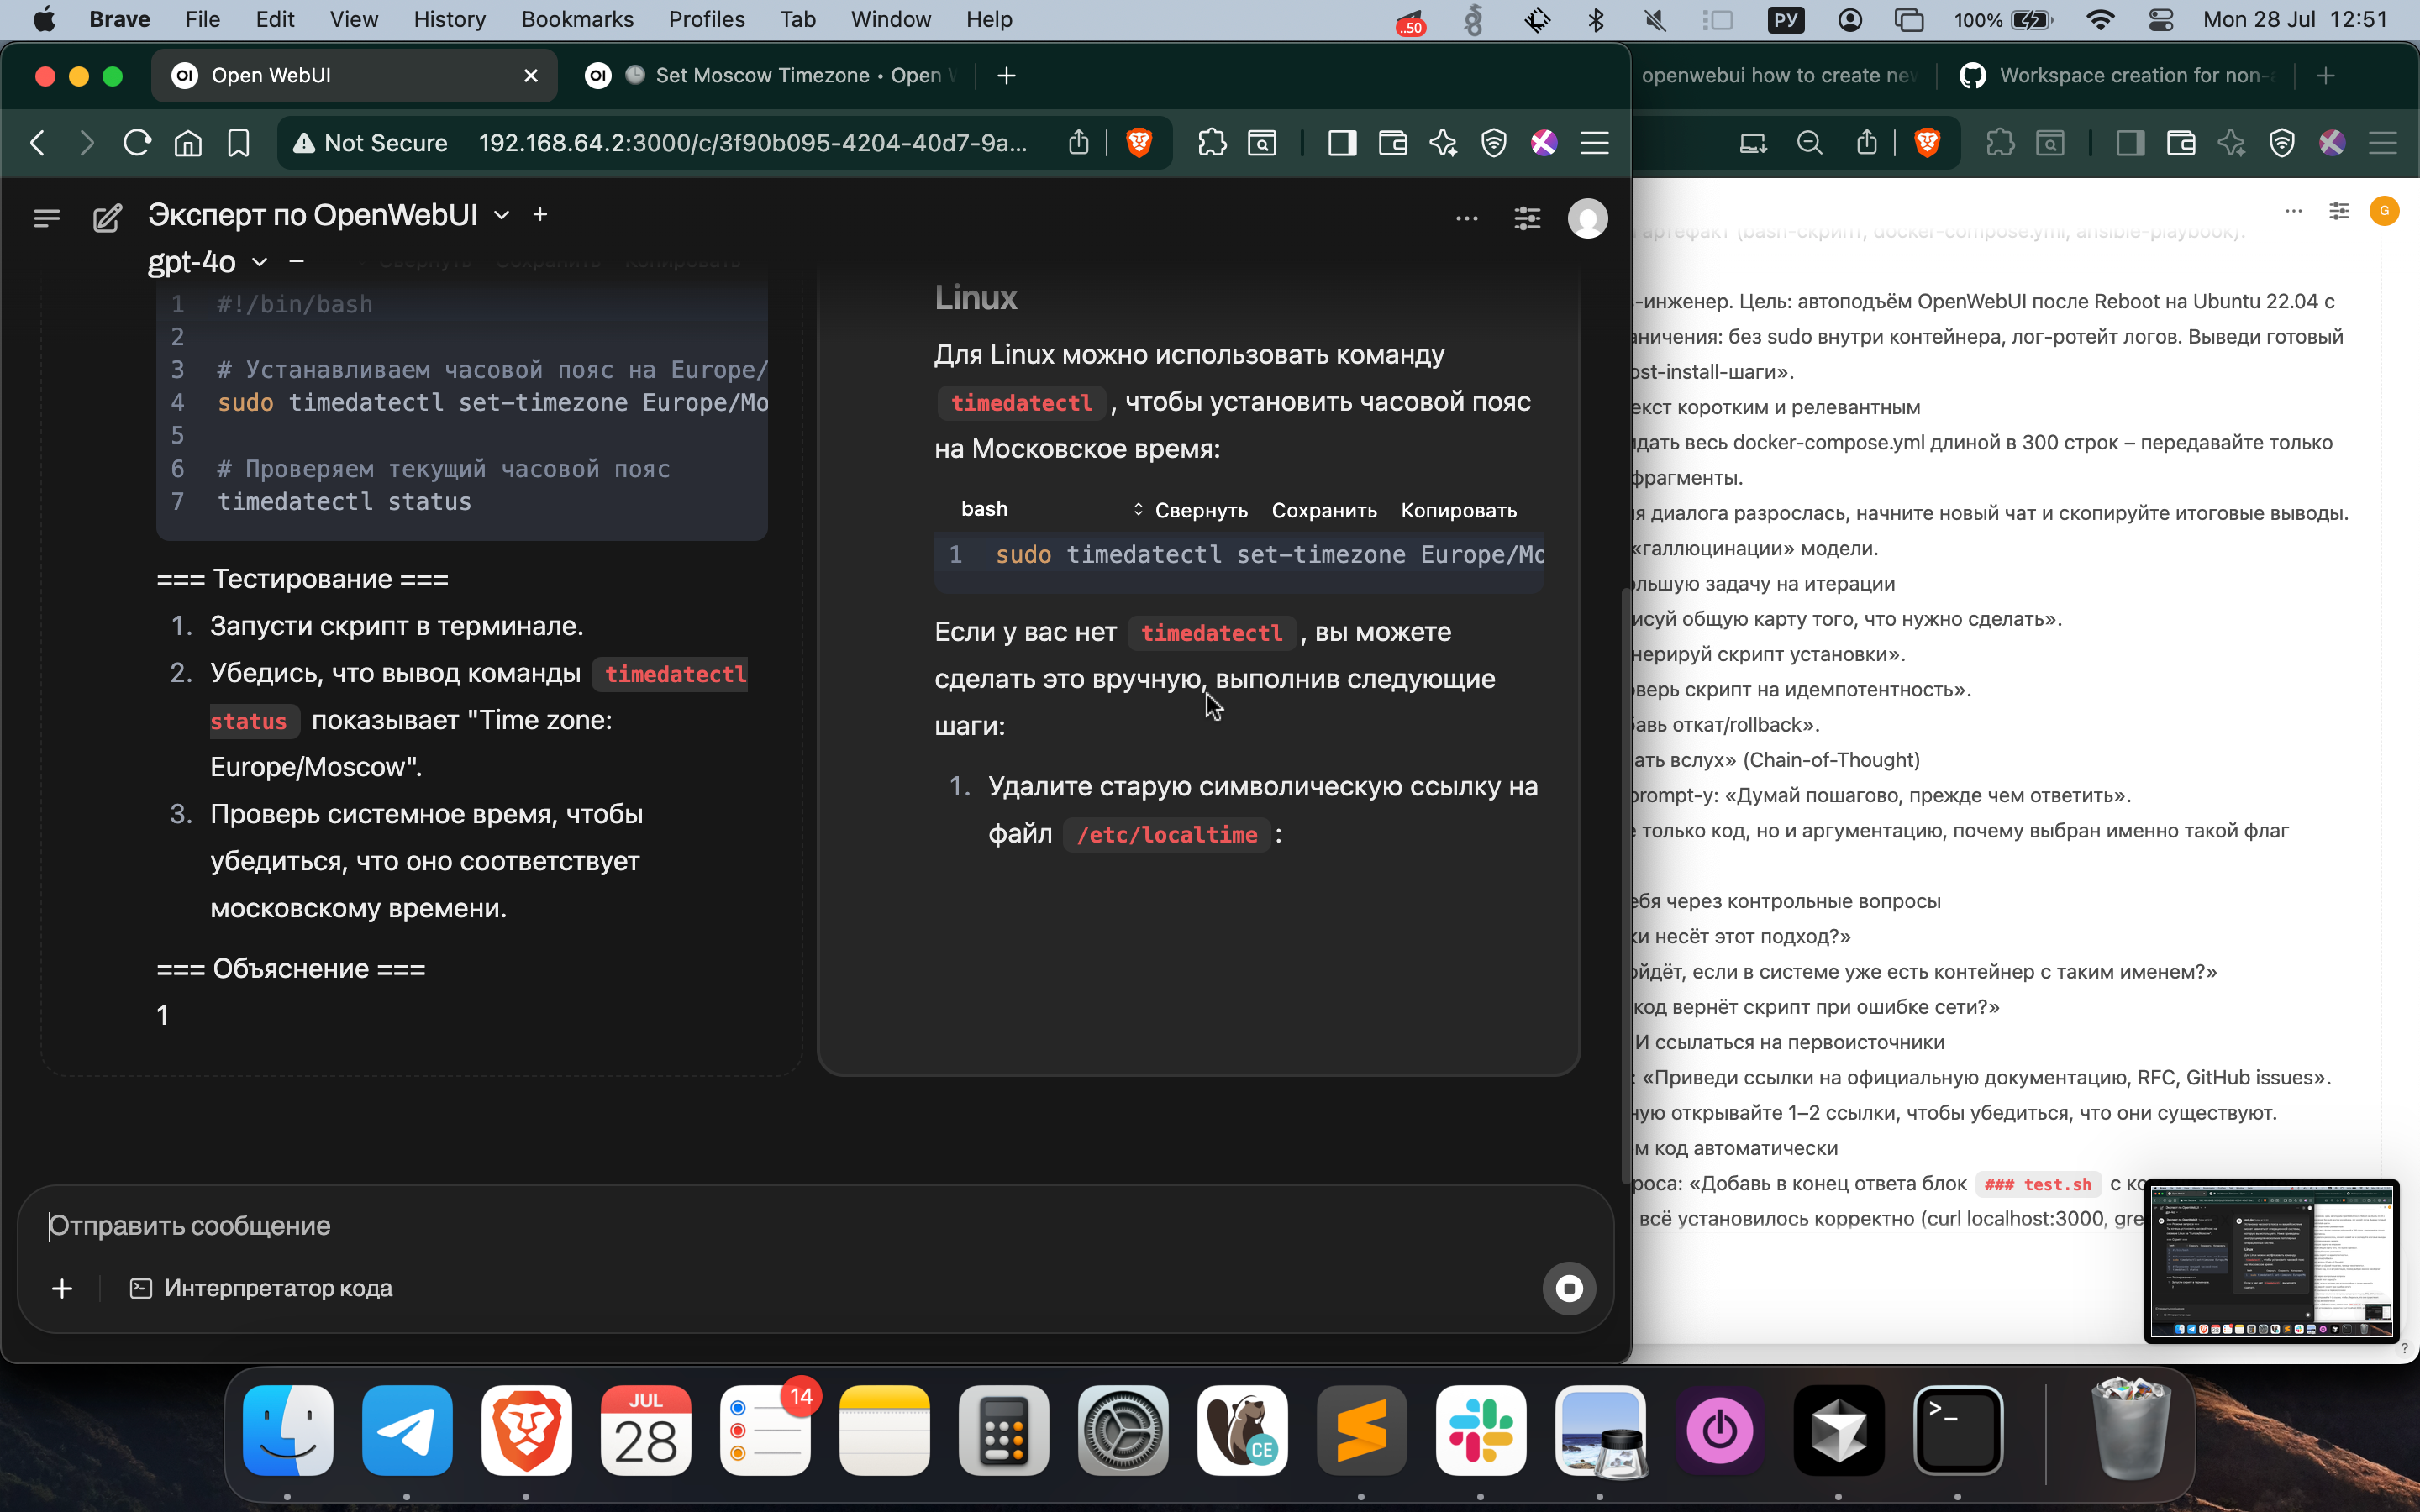 Brave File Edit View History Bookmarks Profiles Tab Window Help
..50
РУ
100%
Mon 28 Jul 12:51
OI Open WebUI
OI Set Moscow Timezone • Open
openwebui how to create new
Workspace creation for non-
Not Secure 192.168.64.2:3000/c/3f90b095-4204-40d7-9a...
Эксперт по OpenWebUI
gpt-4o
Свернуть Сохранить Копировать
1 #!/bin/bash
2
3 # Устанавливаем часовой пояс на Europe/
4 sudo timedatectl set-timezone Europe/Mo
5
6 # Проверяем текущий часовой пояс
7 timedatectl status
=== Тестирование ===
1. Запусти скрипт в терминале.
2. Убедись, что вывод команды timedatectl
status показывает "Time zone:
Europe/Moscow".
3. Проверь системное время, чтобы
убедиться, что оно соответствует
московскому времени.
=== Объяснение ===
1
Linux
Для Linux можно использовать команду
timedatectl , чтобы установить часовой пояс
на Московское время:
bash Свернуть Сохранить Копировать
1 sudo timedatectl set-timezone Europe/Mo
Если у вас нет timedatectl , вы можете
сделать это вручную, выполнив следующие
шаги:
1. Удалите старую символическую ссылку на
файл /etc/localtime :
Отправить сообщение
Интерпретатор кода
G
артефакт (bash-скрипт, docker-compose.yml, ansible-playbook).
-инженер. Цель: автоподъём OpenWebUI после Reboot на Ubuntu 22.04 с
аничения: без sudo внутри контейнера, лог-ротейт логов. Выведи готовый
ost-install-шаги».
екст коротким и релевантным
идать весь docker-compose.yml длиной в 300 строк – передавайте только
фрагменты.
ия диалога разрослась, начните новый чат и скопируйте итоговые выводы.
«галлюцинации» модели.
ольшую задачу на итерации
исуй общую карту того, что нужно сделать».
нерируй скрипт установки».
оверь скрипт на идемпотентность».
бавь откат/rollback».
ать вслух» (Chain-of-Thought)
prompt-у: «Думай пошагово, прежде чем ответить».
е только код, но и аргументацию, почему выбран именно такой флаг
ебя через контрольные вопросы
ки несёт этот подход?»
ойдёт, если в системе уже есть контейнер с таким именем?»
код вернёт скрипт при ошибке сети?»
ИИ ссылаться на первоисточники
: «Приведи ссылки на официальную документацию, RFC, GitHub issues».
ную открывайте 1–2 ссылки, чтобы убедиться, что они существуют.
ем код автоматически
роса: «Добавь в конец ответа блок ### test.sh с ко
всё установилось корректно (curl localhost:3000, gre
?
JUL
28
14
CE
>_